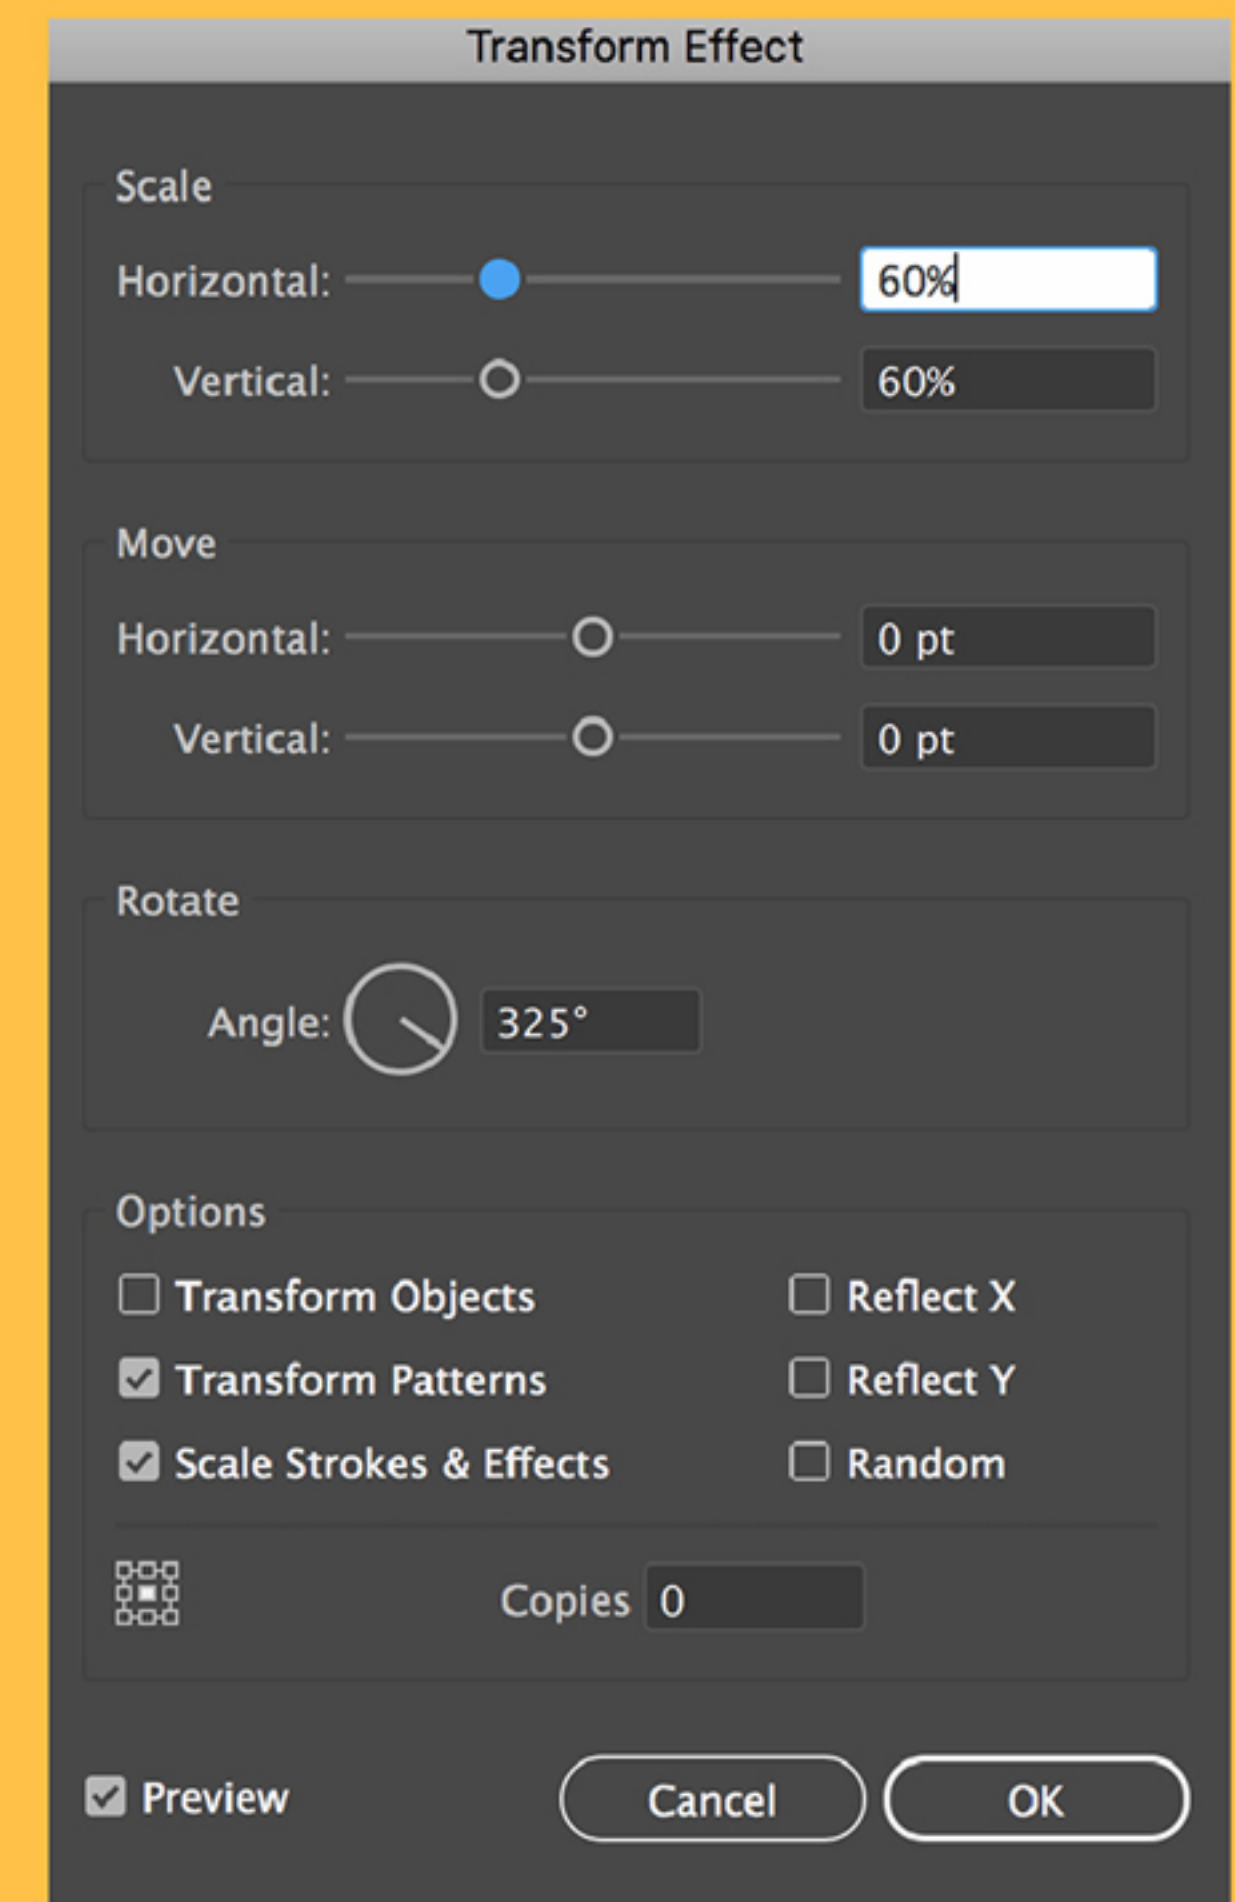 Transform Effect
Scale
Horizontal: 60%
Vertical: 60%
Move
Horizontal: 0 pt
Vertical: 0 pt
Rotate
Angle: 325°
Options
Transform Objects Reflect X
Transform Patterns Reflect Y
Scale Strokes & Effects Random
Copies 0
Preview Cancel OK